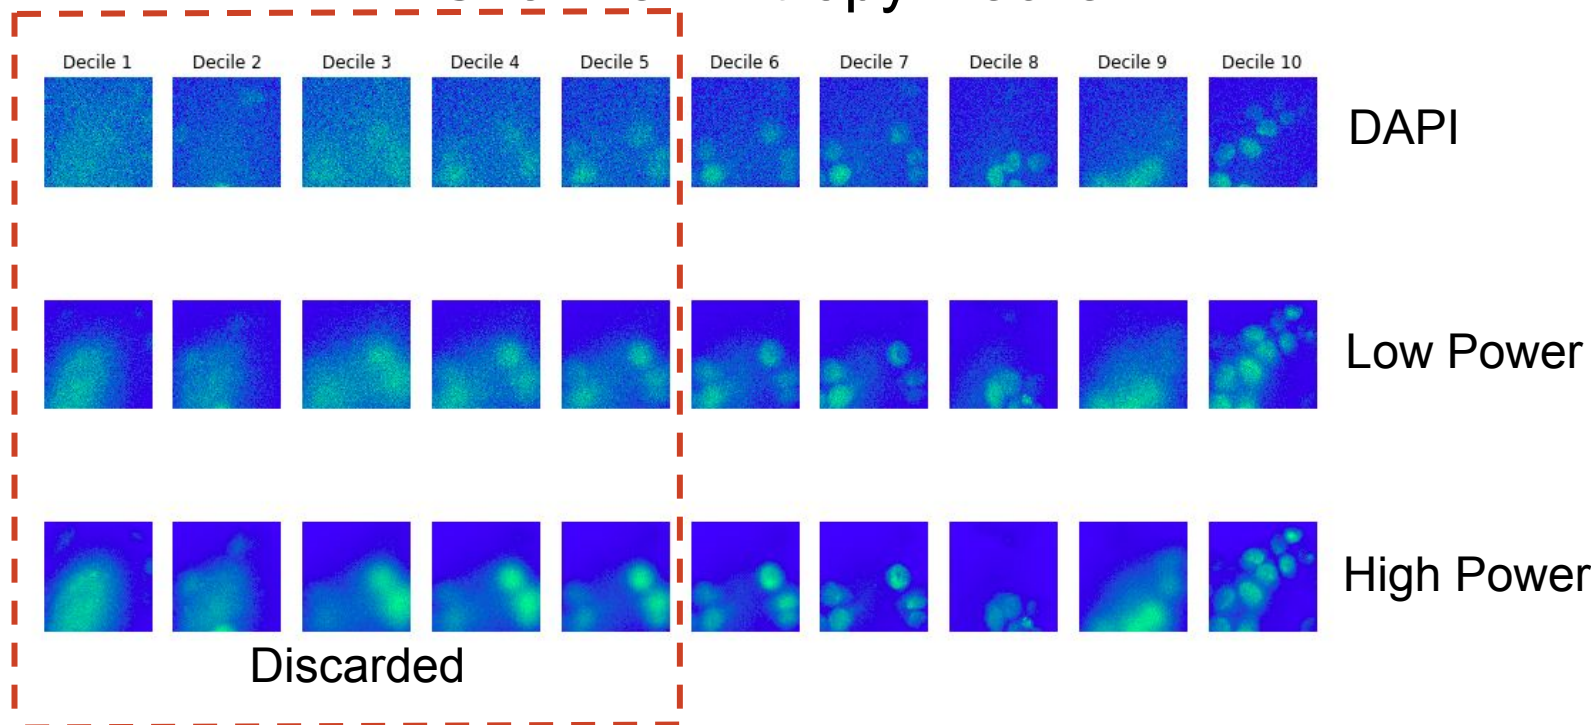 Decile 1 Decile 2 Decile 3 Decile 4 Decile 5 Decile 6 Decile 7 Decile 8 Decile 9 Decile 10
DAPI
Low Power
High Power
Discarded